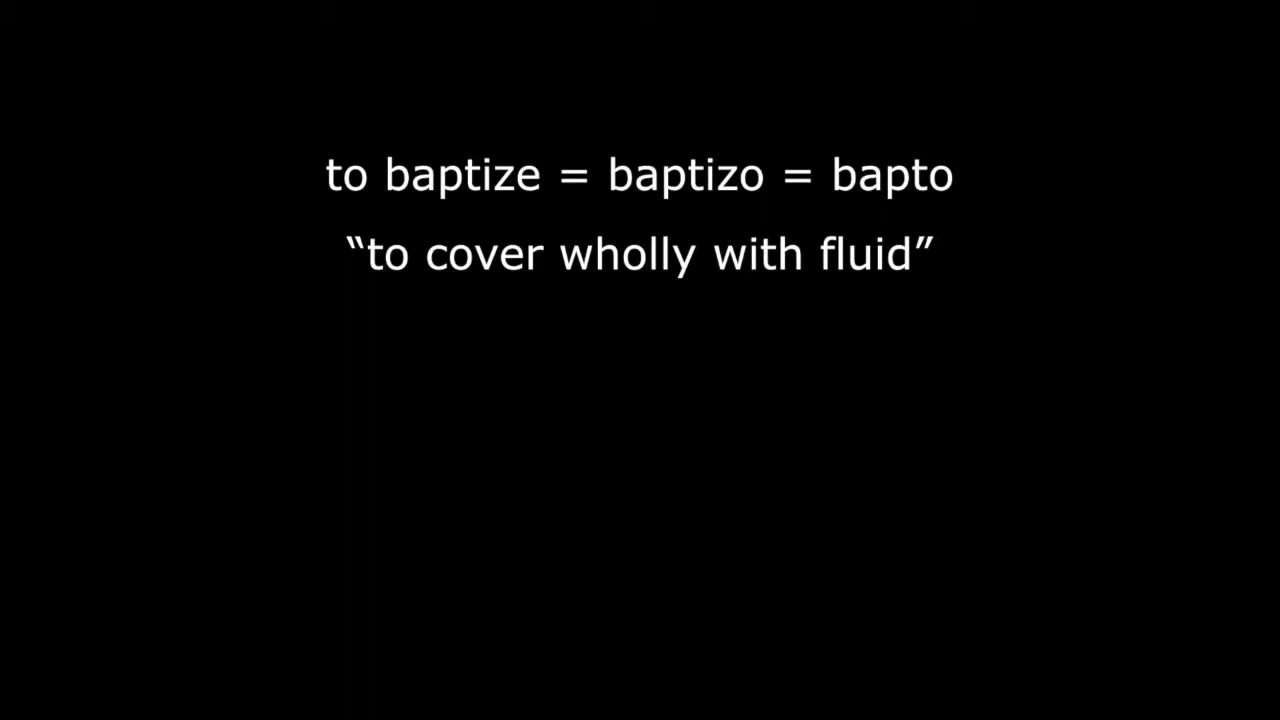 to baptize = baptizo = bapto
“to cover wholly with fluid”